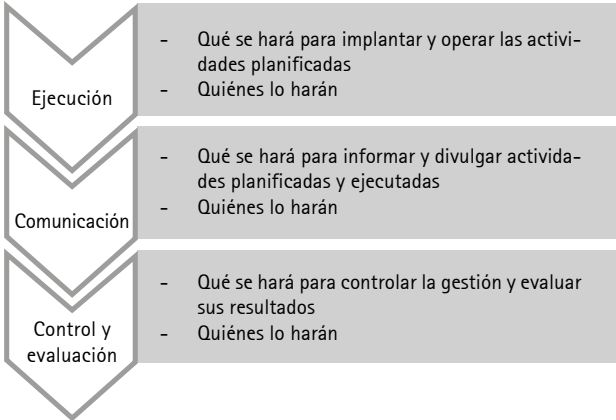 Ejecución
- Qué se hará para implantar y operar las activi-
dades planificadas
- Quiénes lo harán
Comunicación
- Qué se hará para informar y divulgar activida-
des planificadas y ejecutadas
- Quiénes lo harán
Control y
evaluación
- Qué se hará para controlar la gestión y evaluar
sus resultados
- Quiénes lo harán